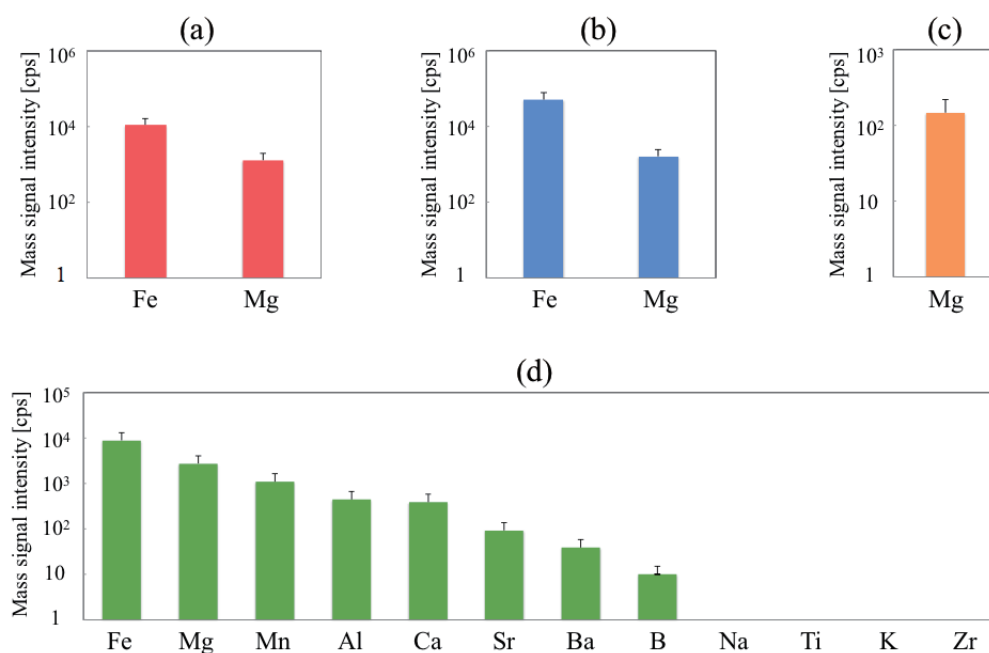 (a)
Mass signal intensity [cps]
10⁶
10⁴
10²
1
Fe Mg
(b)
Mass signal intensity [cps]
10⁶
10⁴
10²
1
Fe Mg
(c)
Mass signal intensity [cps]
10³
10²
10
1
Mg
(d)
Mass signal intensity [cps]
10⁵
10⁴
10³
10²
10
1
Fe Mg Mn Al Ca Sr Ba B Na Ti K Zr